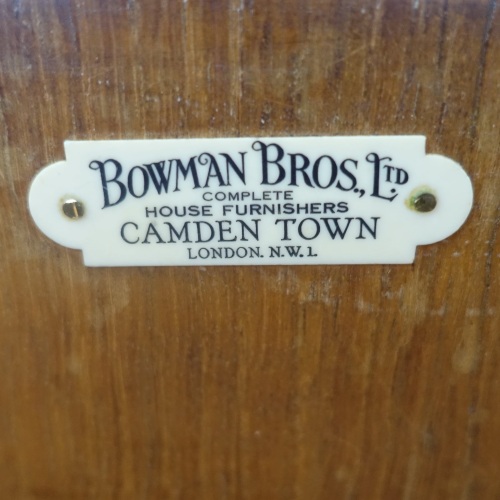 BOWMAN BROS., LTD
COMPLETE
HOUSE FURNISHERS
CAMDEN TOWN
LONDON. N.W.1.